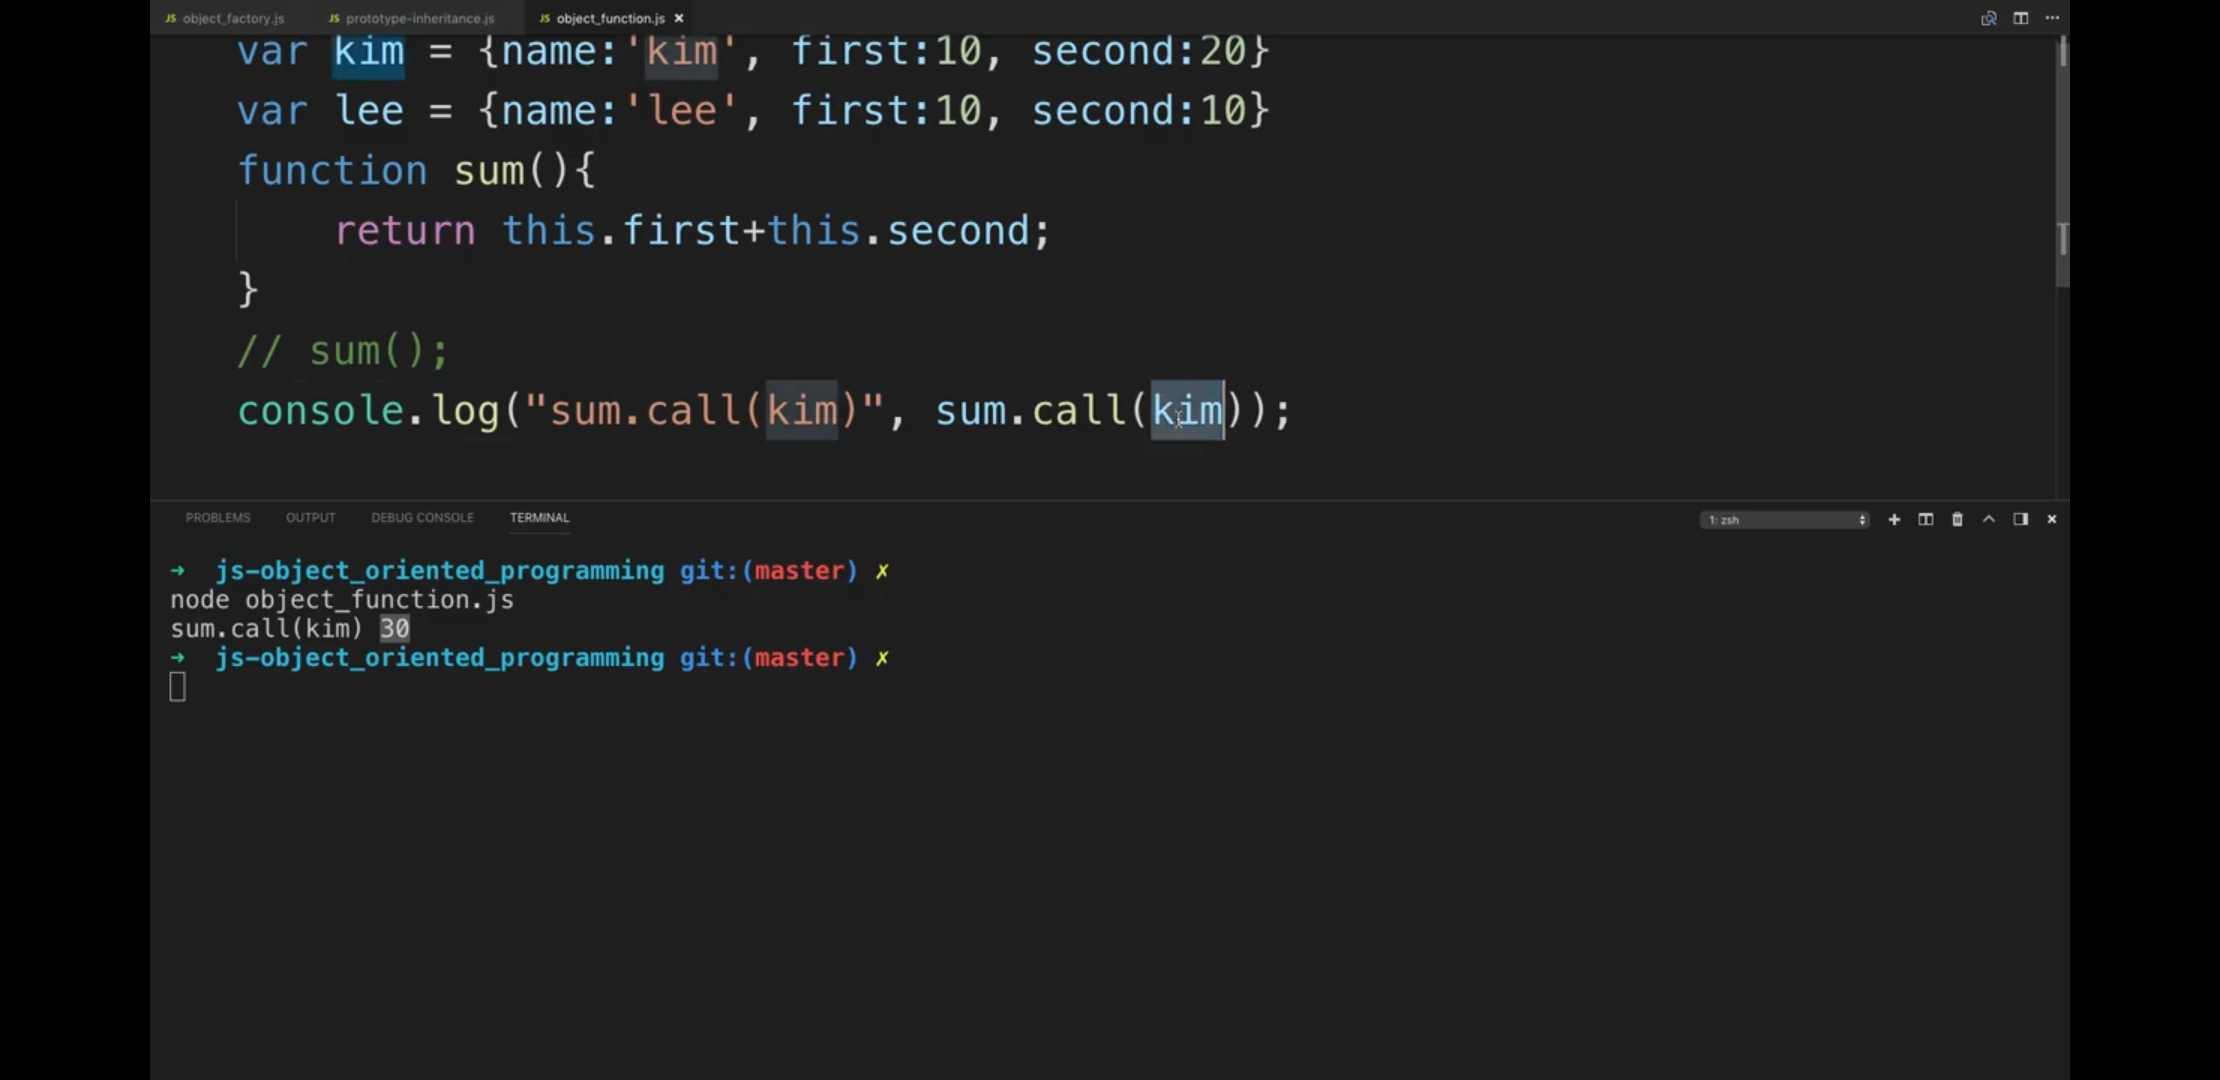 JS object_factory.js JS prototype-inheritance.js JS object_function.js ×
var kim = {name:'kim', first:10, second:20}
var lee = {name:'lee', first:10, second:10}
function sum(){
    return this.first+this.second;
}
// sum();
console.log("sum.call(kim)", sum.call(kim));
PROBLEMS OUTPUT DEBUG CONSOLE TERMINAL 1: zsh
➜ js-object_oriented_programming git:(master) ✗
node object_function.js
sum.call(kim) 30
➜ js-object_oriented_programming git:(master) ✗